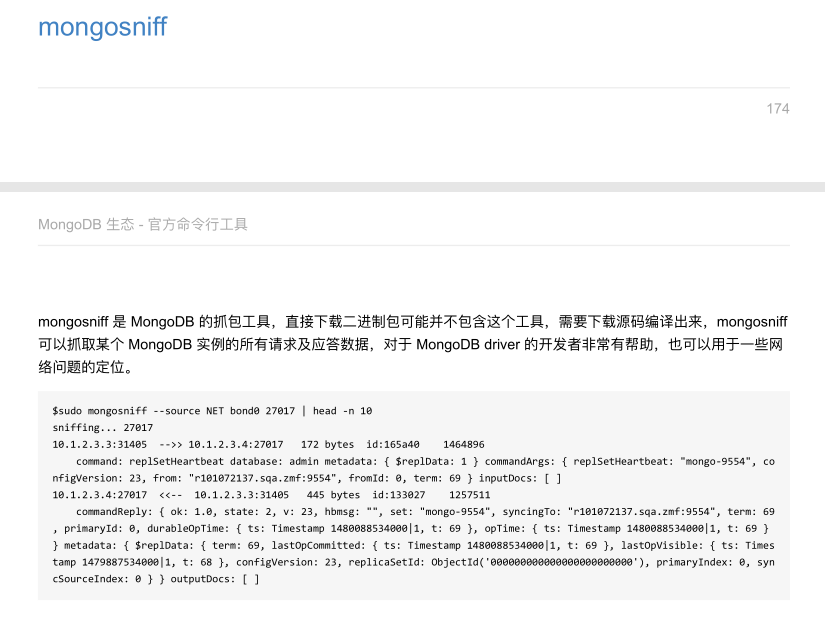 mongosniff
174
MongoDB 生态 - 官方命令行工具
mongosniff 是 MongoDB 的抓包工具，直接下载二进制包可能并不包含这个工具，需要下载源码编译出来，mongosniff
可以抓取某个 MongoDB 实例的所有请求及应答数据，对于 MongoDB driver 的开发者非常有帮助，也可以用于一些网
络问题的定位。
$sudo mongosniff --source NET bond0 27017 | head -n 10
sniffing... 27017
10.1.2.3.3:31405  -->> 10.1.2.3.4:27017   172 bytes  id:165a40    1464896
    command: replSetHeartbeat database: admin metadata: { $replData: 1 } commandArgs: { replSetHeartbeat: "mongo-9554", co
nfigVersion: 23, from: "r101072137.sqa.zmf:9554", fromId: 0, term: 69 } inputDocs: [ ]
10.1.2.3.4:27017  <<--  10.1.2.3.3:31405   445 bytes  id:133027    1257511
    commandReply: { ok: 1.0, state: 2, v: 23, hbmsg: "", set: "mongo-9554", syncingTo: "r101072137.sqa.zmf:9554", term: 69
, primaryId: 0, durableOpTime: { ts: Timestamp 1480088534000|1, t: 69 }, opTime: { ts: Timestamp 1480088534000|1, t: 69 }
} metadata: { $replData: { term: 69, lastOpCommitted: { ts: Timestamp 1480088534000|1, t: 69 }, lastOpVisible: { ts: Times
tamp 1479887534000|1, t: 68 }, configVersion: 23, replicaSetId: ObjectId('000000000000000000000000'), primaryIndex: 0, syn
cSourceIndex: 0 } } outputDocs: [ ]